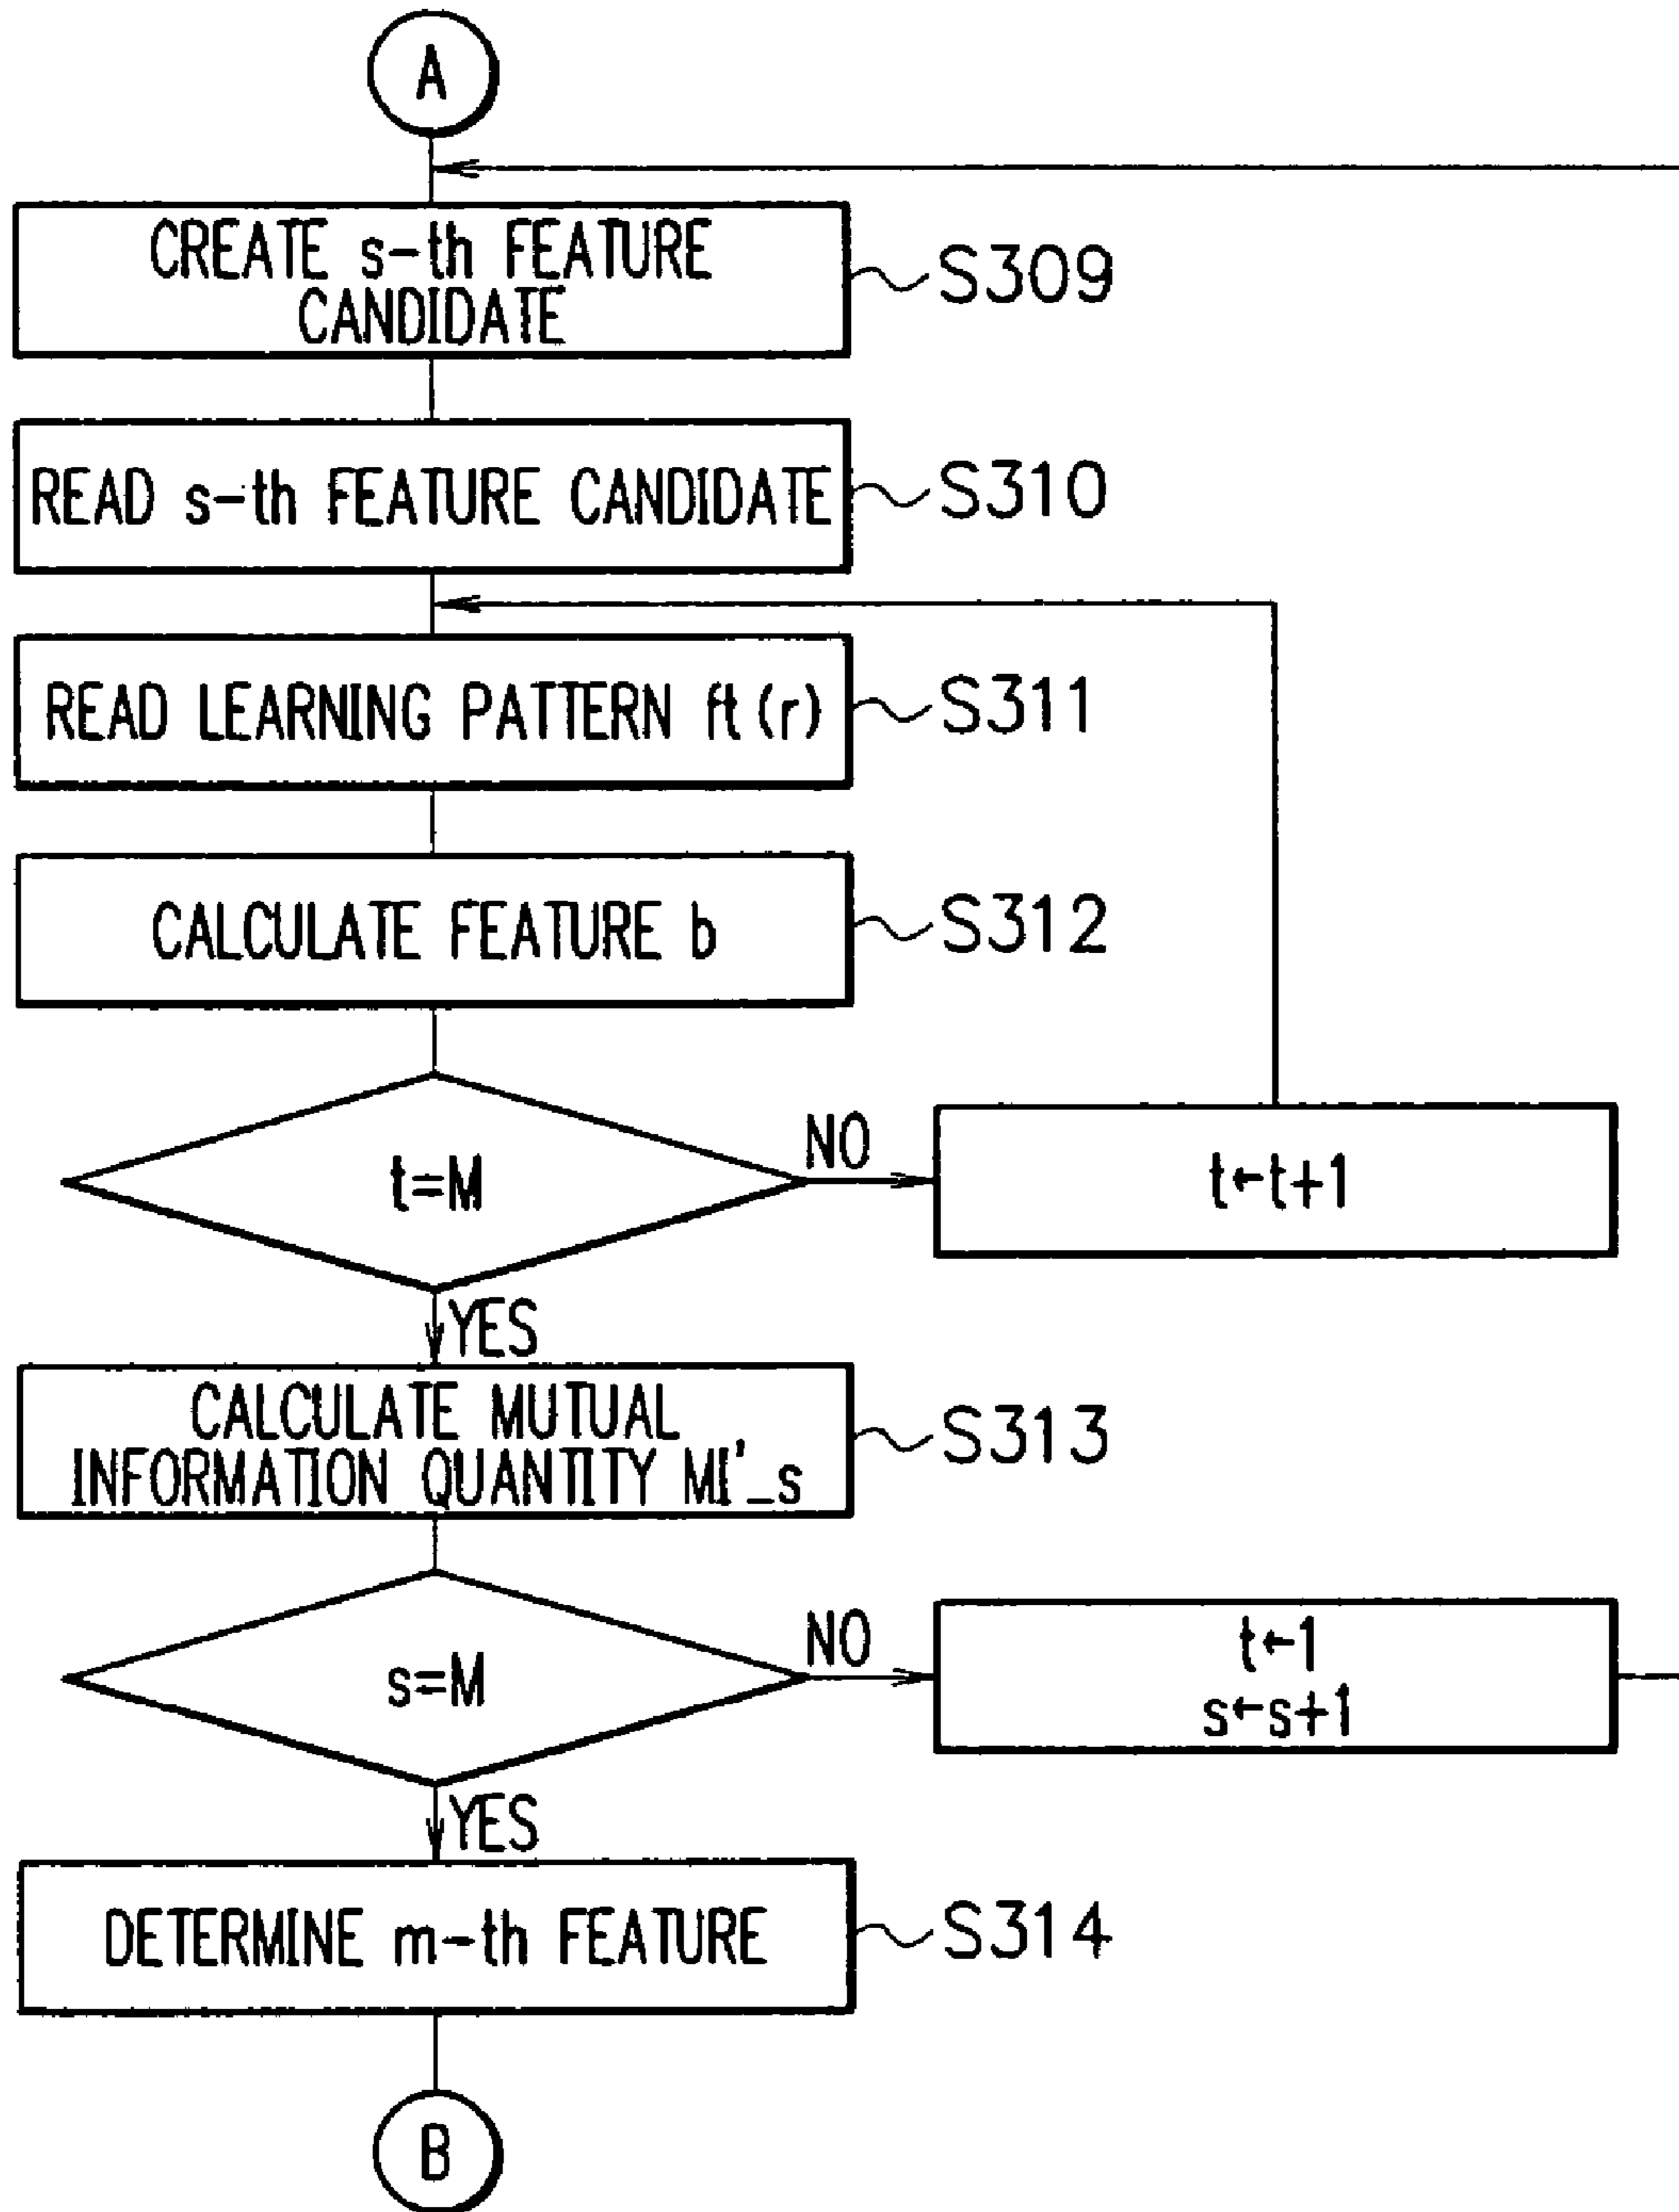 A
CREATE s-th FEATURE
CANDIDATE
S309
READ s-th FEATURE CANDIDATE
S310
READ LEARNING PATTERN ft(r)
S311
CALCULATE FEATURE b
S312
t=M
NO
t←t+1
YES
CALCULATE MUTUAL
INFORMATION QUANTITY MI'_s
S313
s=M
NO
t←1
s←s+1
YES
DETERMINE m-th FEATURE
S314
B